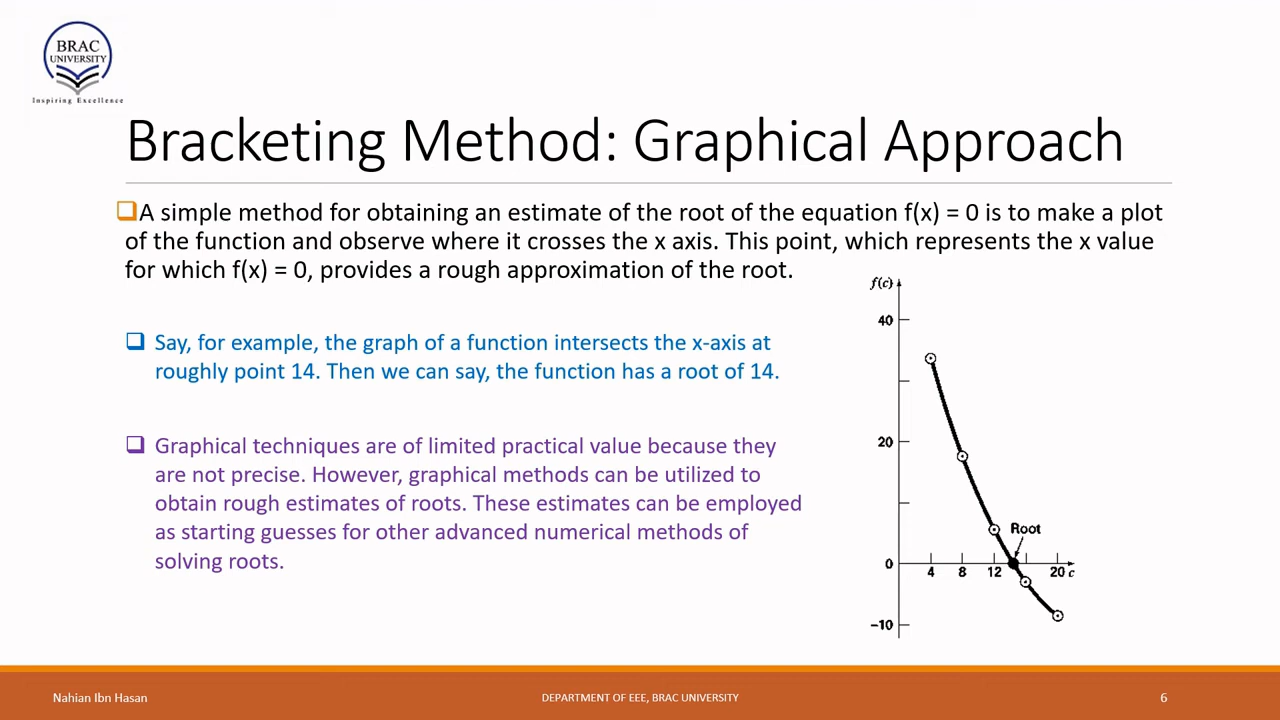 BRAC
UNIVERSITY
Inspiring Excellence
Bracketing Method: Graphical Approach
A simple method for obtaining an estimate of the root of the equation f(x) = 0 is to make a plot
of the function and observe where it crosses the x axis. This point, which represents the x value
for which f(x) = 0, provides a rough approximation of the root.
Say, for example, the graph of a function intersects the x-axis at
roughly point 14. Then we can say, the function has a root of 14.
Graphical techniques are of limited practical value because they
are not precise. However, graphical methods can be utilized to
obtain rough estimates of roots. These estimates can be employed
as starting guesses for other advanced numerical methods of
solving roots.
f(c)
40
20
Root
0
4 8 12 20 c
–10
Nahian Ibn Hasan
DEPARTMENT OF EEE, BRAC UNIVERSITY
6